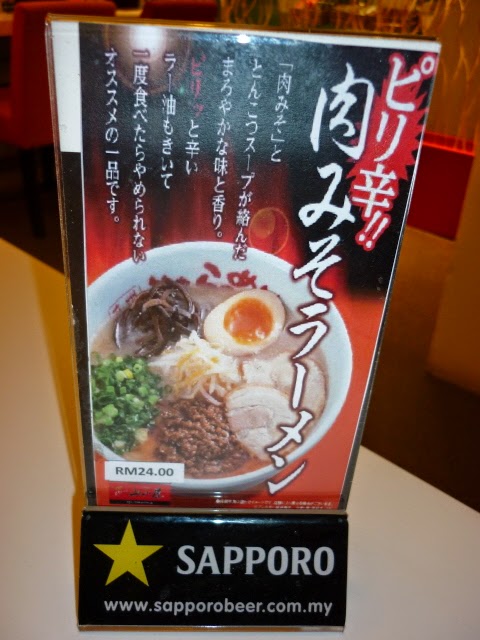 ピリ辛!!
肉みそラーメン
「肉みそ」と
とんこつスープが絡んだ
まろやかな味と香り。
ピリッと辛い
ラー油もきいて
一度食べたらやめられない
オススメの一品です。
RM24.00
SAPPORO
www.sapporobeer.com.my